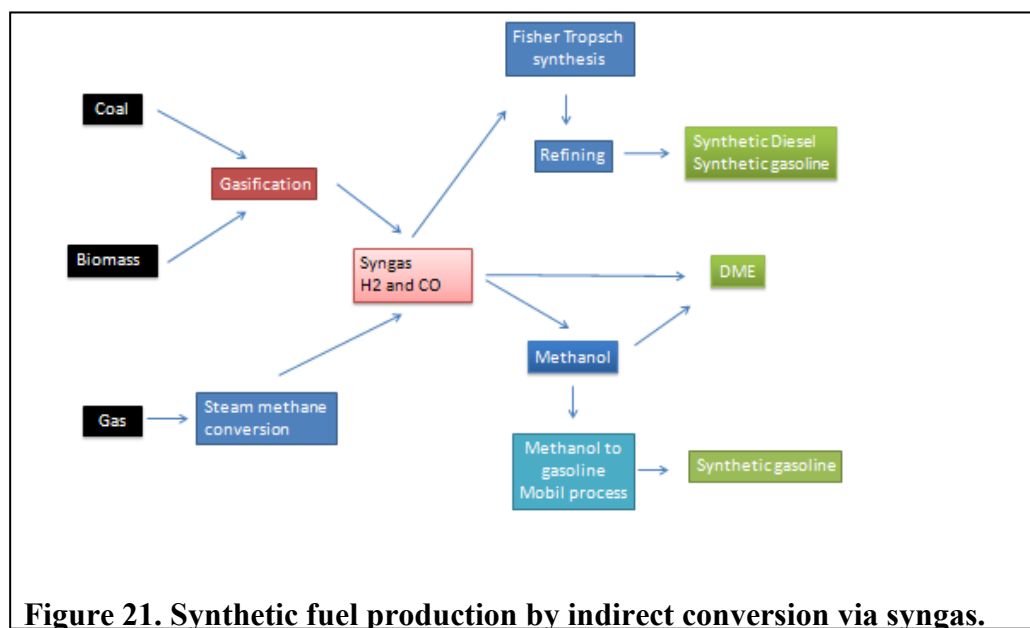 Fisher Tropsch
synthesis
Coal
Refining
Synthetic Diesel
Synthetic gasoline
Gasification
Biomass
Syngas
H2 and CO
DME
Methanol
Gas
Steam methane
conversion
Methanol to
gasoline
Mobil process
Synthetic gasoline
Figure 21. Synthetic fuel production by indirect conversion via syngas.